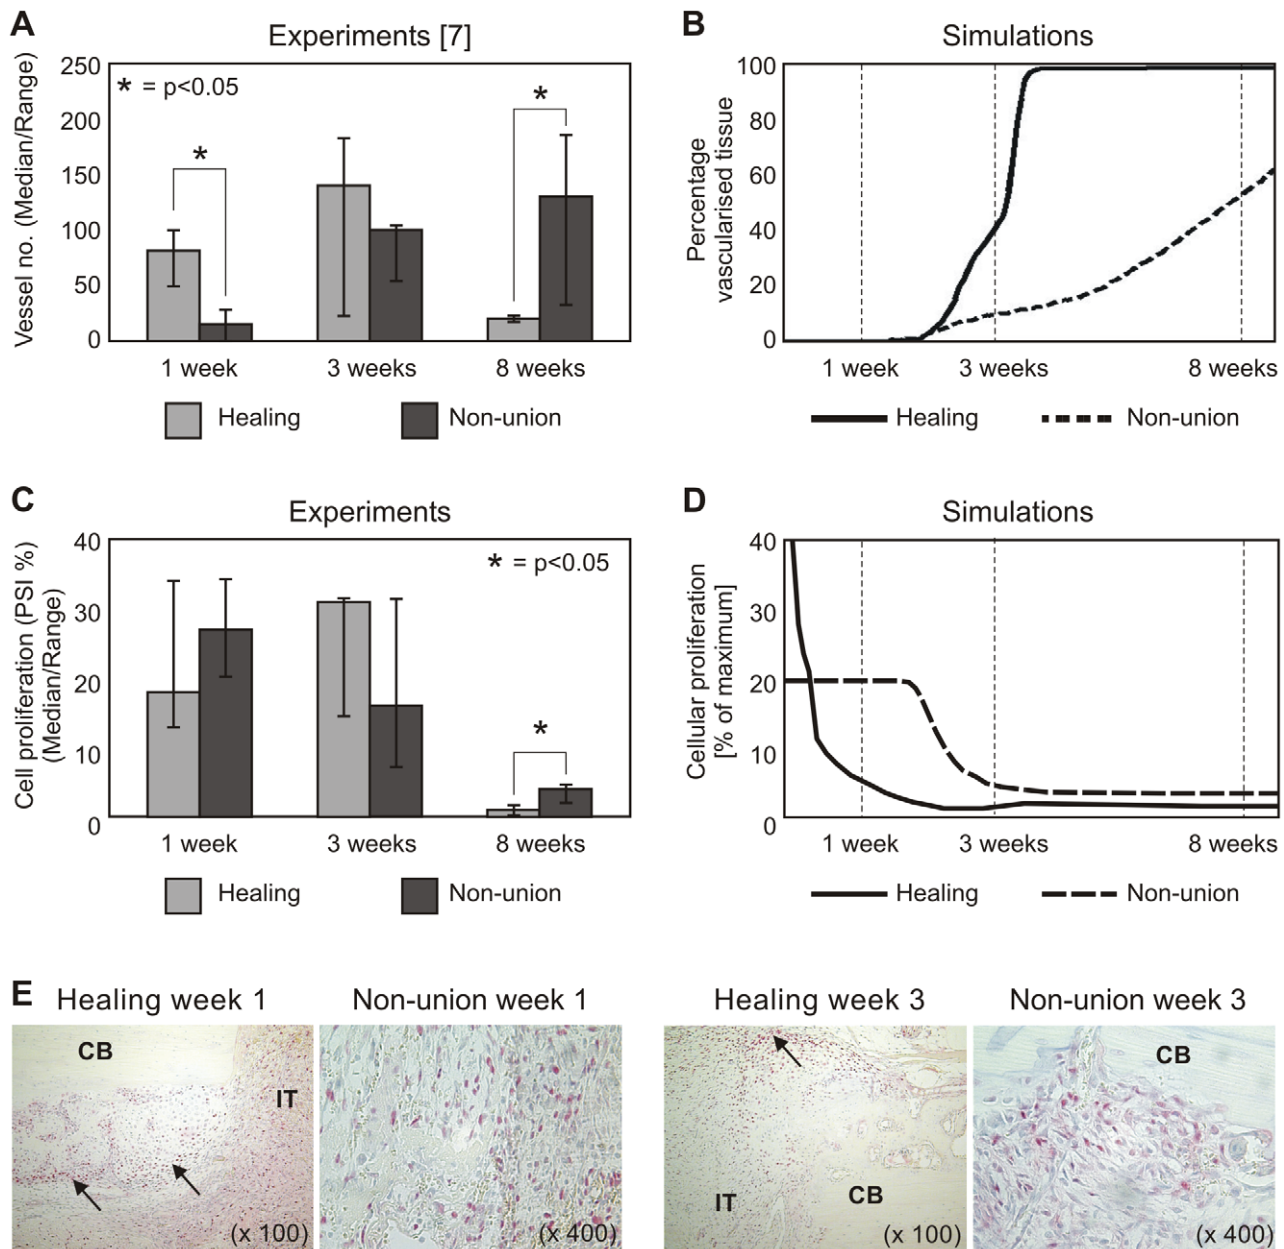 A
Experiments [7]
Vessel no. (Median/Range)
250
200
150
100
50
0
* = p<0.05
*
*
1 week
3 weeks
8 weeks
Healing
Non-union
B
Simulations
Percentage
vascularised tissue
100
80
60
40
20
0
1 week
3 weeks
8 weeks
Healing
Non-union
C
Experiments
Cell proliferation (PSI %)
(Median/Range)
40
30
20
10
0
* = p<0.05
*
1 week
3 weeks
8 weeks
Healing
Non-union
D
Simulations
Cellular proliferation
[% of maximum]
40
30
20
10
0
1 week
3 weeks
8 weeks
Healing
Non-union
E
Healing week 1
CB
IT
(x 100)
Non-union week 1
(x 400)
Healing week 3
IT
CB
(x 100)
Non-union week 3
CB
(x 400)